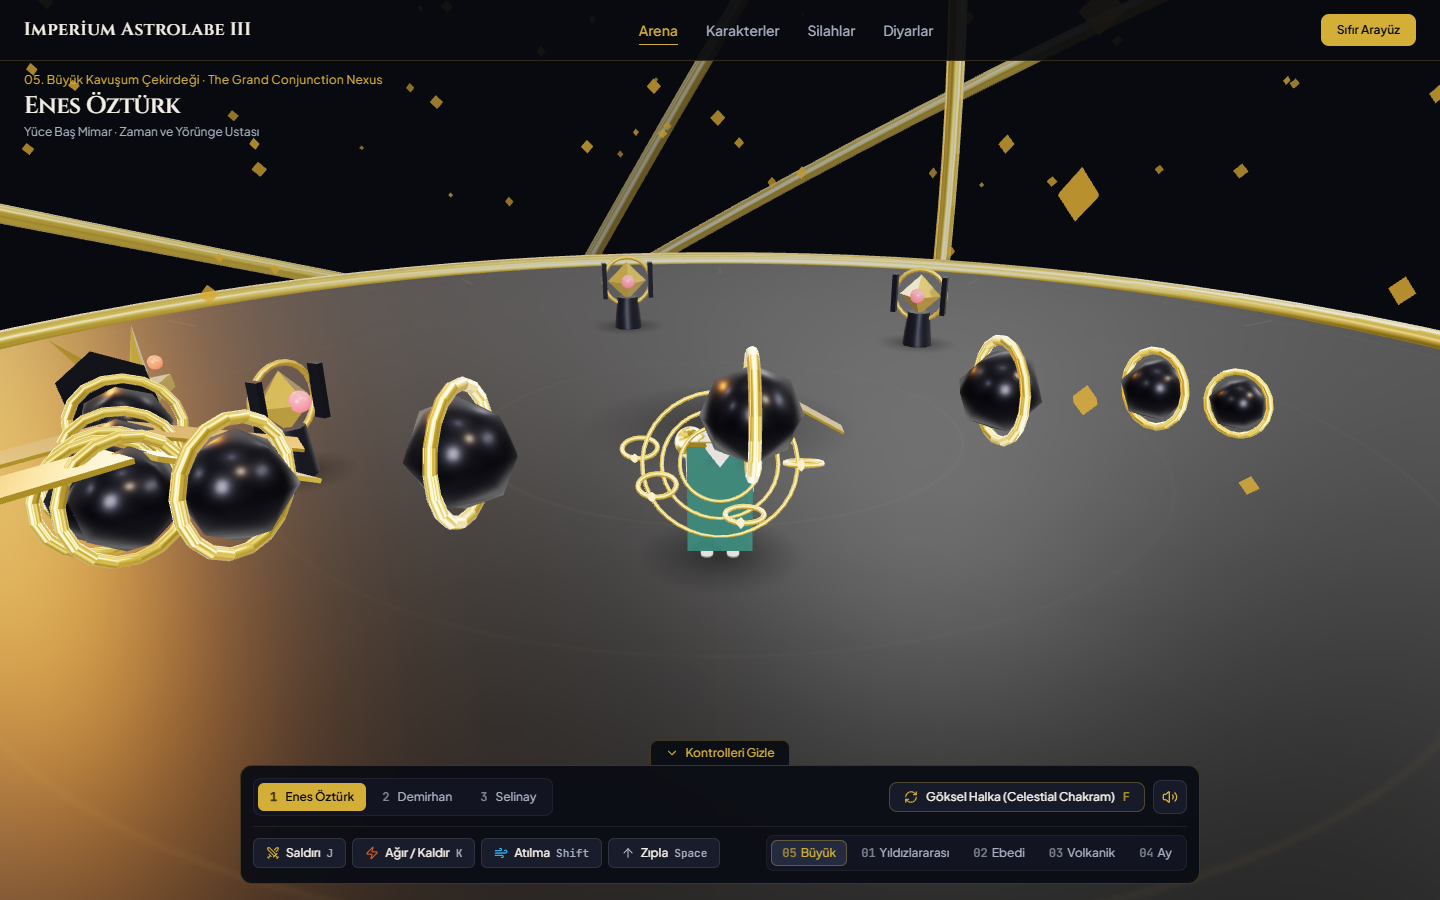 IMPERİUM ASTROLABE III
Arena
Karakterler
Silahlar
Diyarlar
Sıfır Arayüz
05. Büyük Kavuşum Çekirdeği · The Grand Conjunction Nexus
ENES ÖZTÜRK
Yüce Baş Mimar · Zaman ve Yörünge Ustası
Kontrolleri Gizle
1 Enes Öztürk
2 Demirhan
3 Selinay
Göksel Halka (Celestial Chakram) F
Saldırı J
Ağır / Kaldır K
Atılma Shift
Zıpla Space
05 Büyük
01 Yıldızlararası
02 Ebedi
03 Volkanik
04 Ay